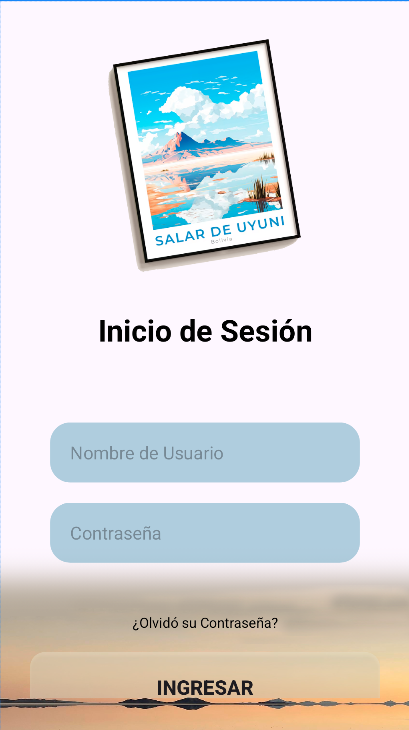 SALAR DE UYUNI
Bolivia
Inicio de Sesión
Nombre de Usuario
Contraseña
¿Olvidó su Contraseña?
INGRESAR